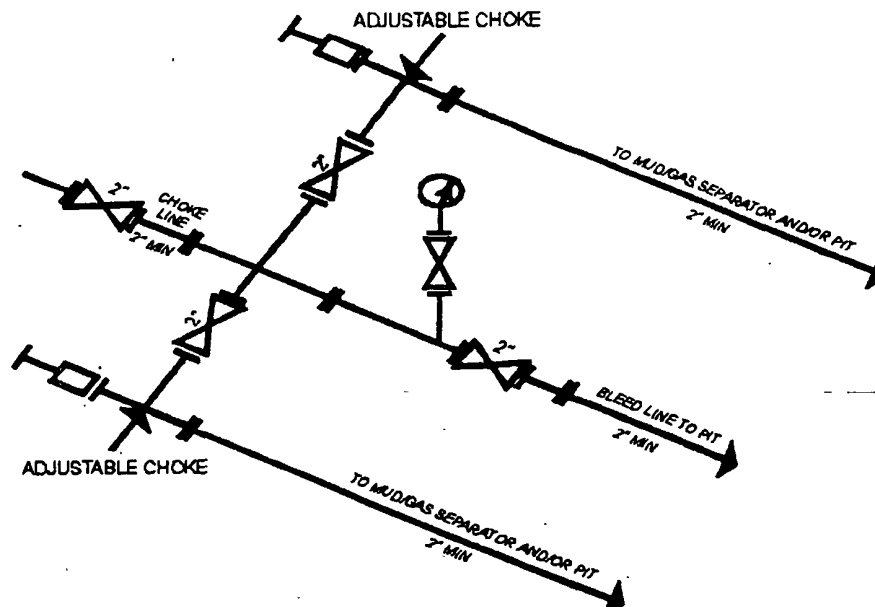 ADJUSTABLE CHOKE
2"
TO MUD/GAS SEPARATOR AND/OR PIT
2" MIN
2"
CHOKE
LINE
2" MIN
2"
2"
BLEED LINE TO PIT
2" MIN
ADJUSTABLE CHOKE
TO MUD/GAS SEPARATOR AND/OR PIT
2" MIN